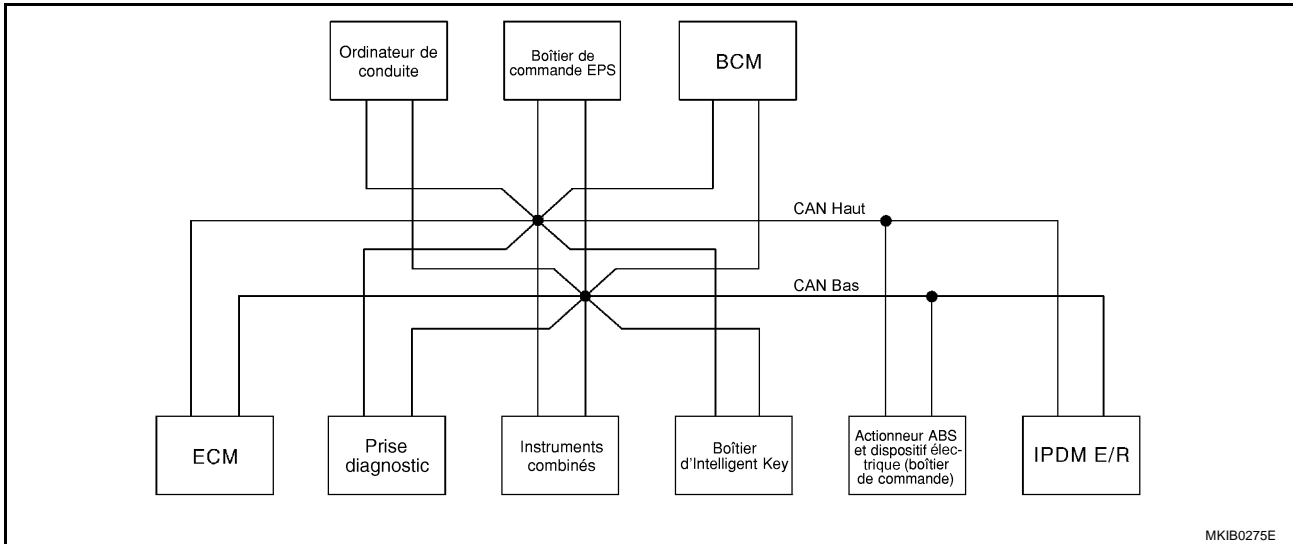 Ordinateur de
conduite
Boîtier de
commande EPS
BCM
CAN Haut
CAN Bas
ECM
Prise
diagnostic
Instruments
combinés
Boîtier
d'Intelligent Key
Actionneur ABS
et dispositif élec-
trique (boîtier
de commande)
IPDM E/R
MKIB0275E